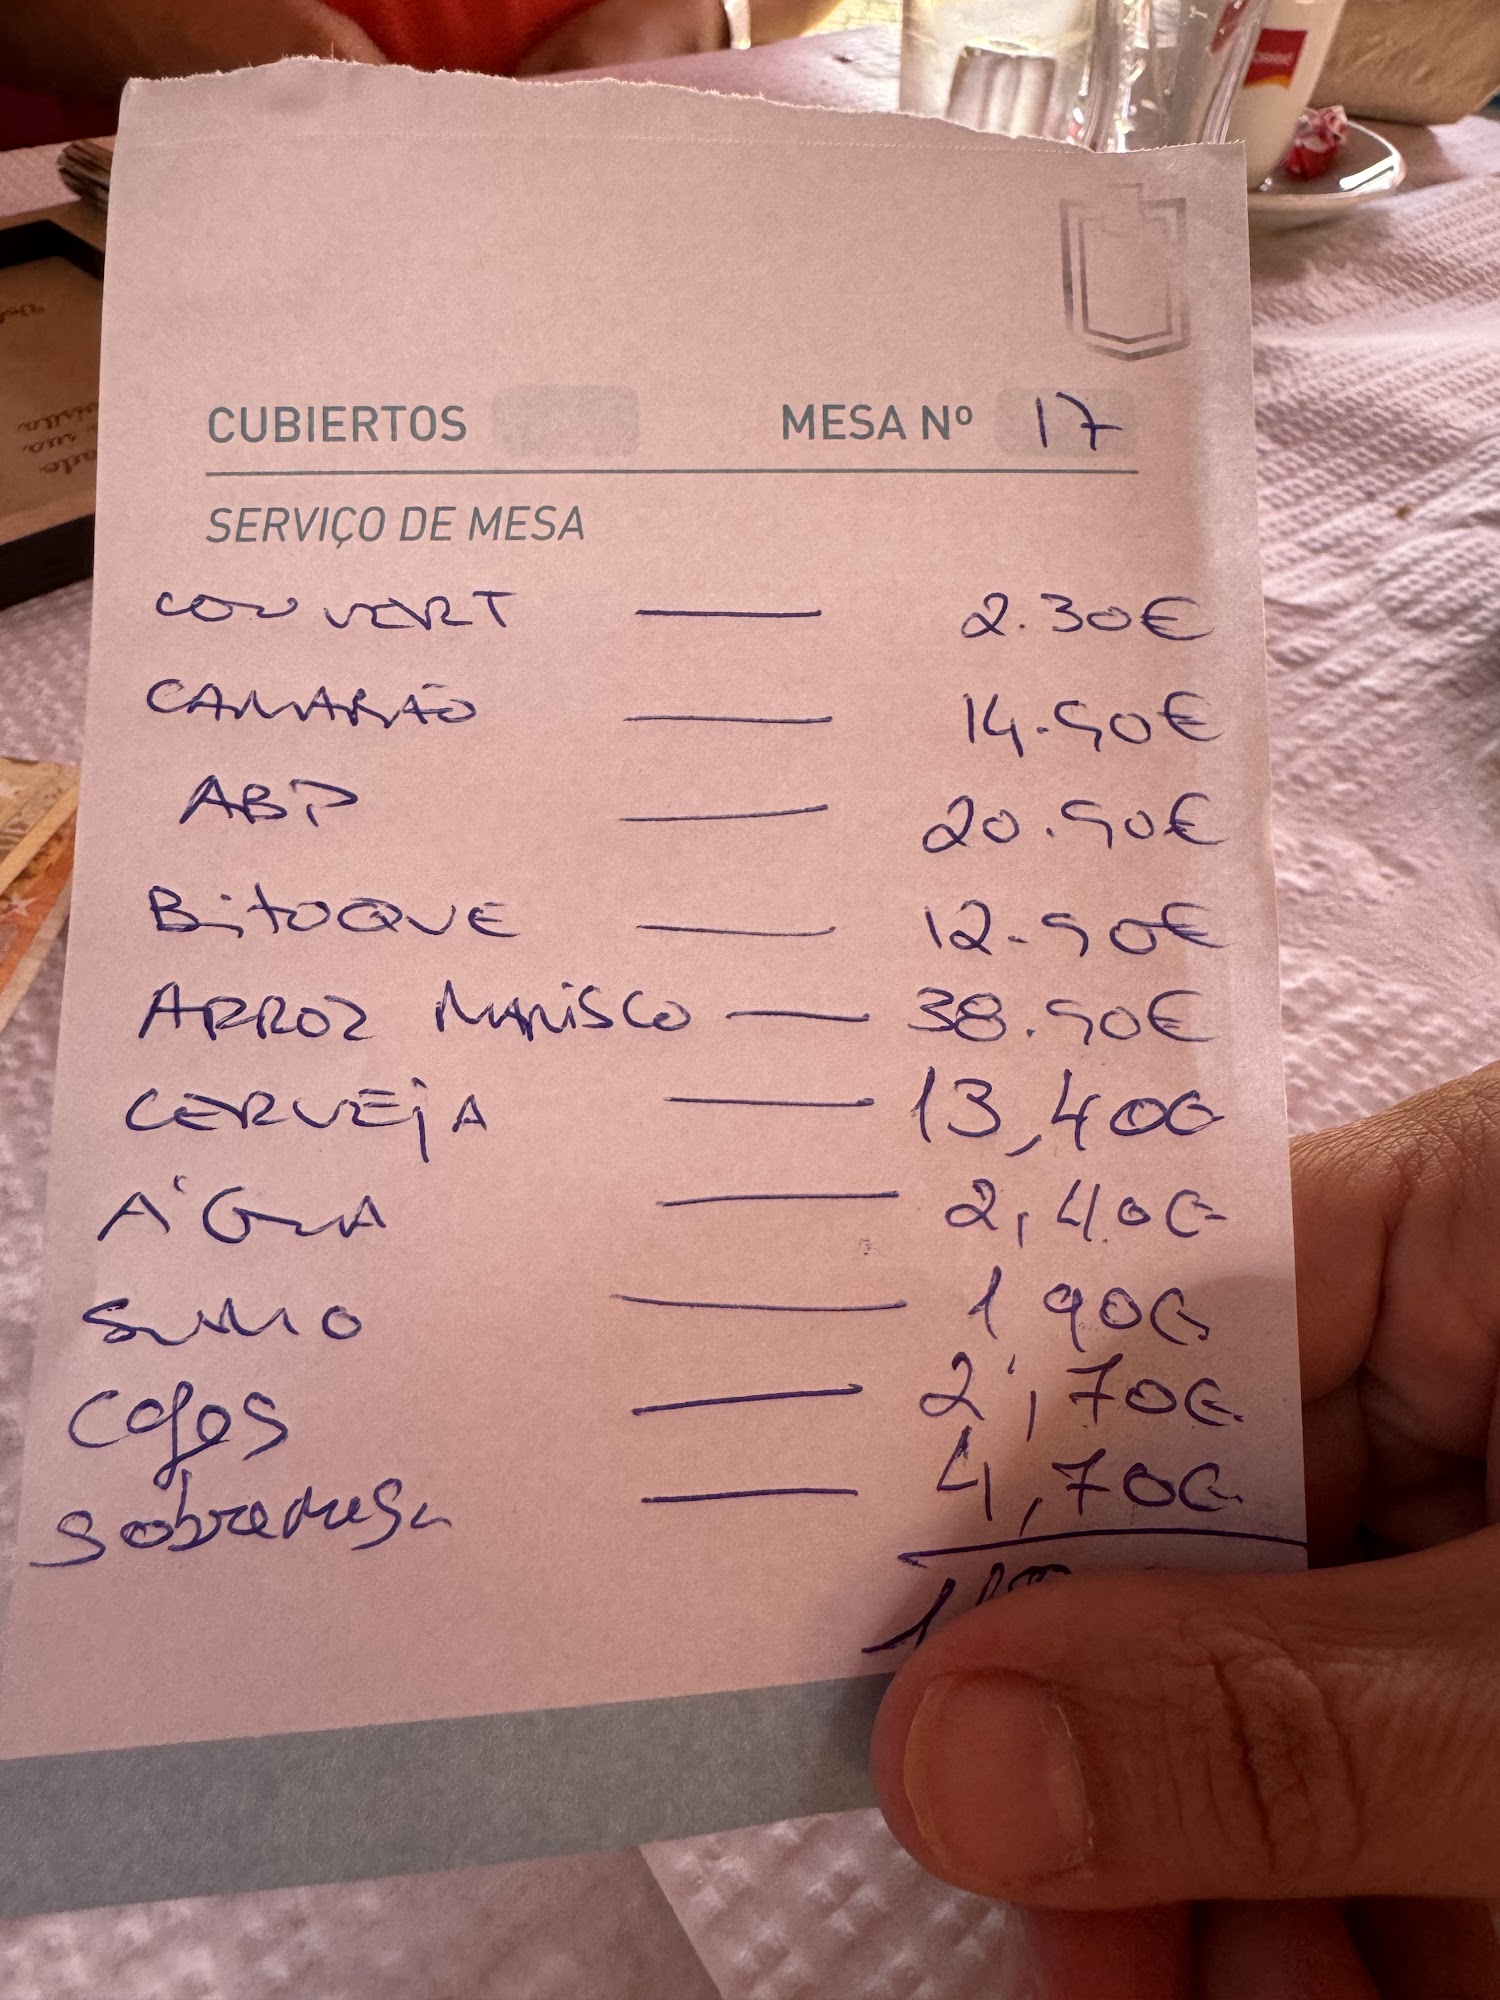 CUBIERTOS MESA Nº 17
SERVIÇO DE MESA
COUVERT — 2.30€
CAMARÃO — 14.90€
ABP — 20.90€
BitOQUE — 12.90€
ARROZ MARISCO — 38.90€
CERVEjA — 13,40€
ÁGUA — 2,40€
SUMO — 1,90€
Cafes — 2,70€
Sobremesa — 4,70€